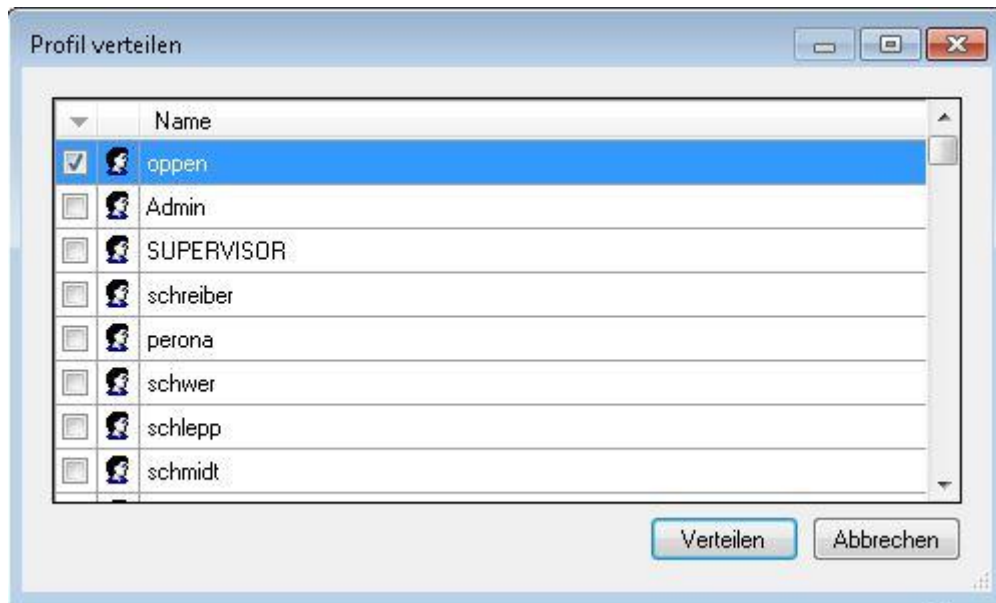 Profil verteilen
Name
oppen
Admin
SUPERVISOR
schreiber
perona
schwer
schlepp
schmidt
Verteilen Abbrechen